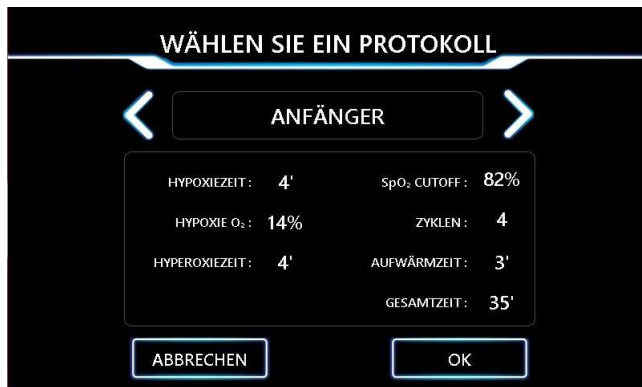 WÄHLEN SIE EIN PROTOKOLL
ANFÄNGER
HYPOXIEZEIT: 4'
HYPOXIE O₂: 14%
HYPEROXIEZEIT: 4'
SpO₂ CUTOFF: 82%
ZYKLEN: 4
AUFWÄRMZEIT: 3'
GESAMTZEIT: 35'
ABBRECHEN
OK